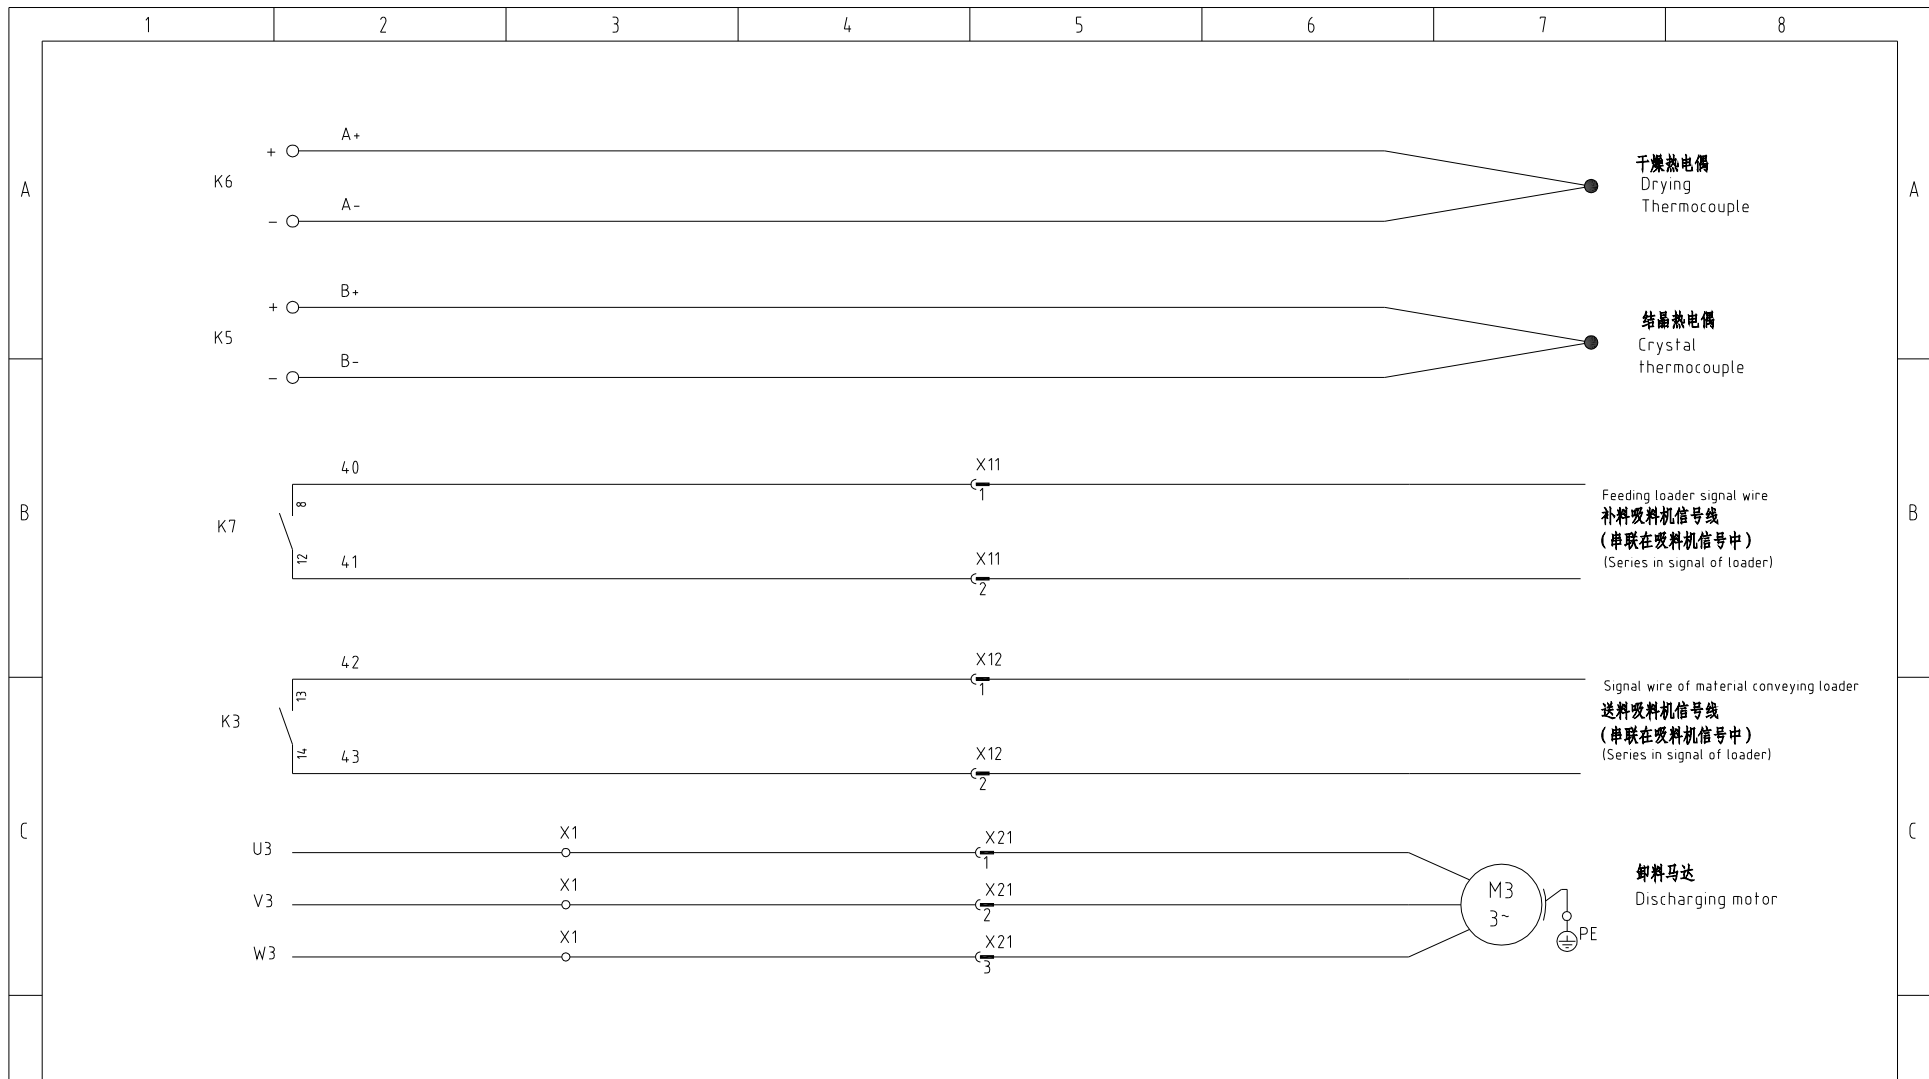 1 2 3 4 5 6 7 8
A A
A+
+
K6
A-
-
干燥热电偶
Drying
Thermocouple
B+
+
K5
B-
-
结晶热电偶
Crystal
thermocouple
B B
40
8
K7
12
41
X11
1
X11
2
Feeding loader signal wire
补料吸料机信号线
(串联在吸料机信号中)
(Series in signal of loader)
42
13
K3
14
43
X12
1
X12
2
Signal wire of material conveying loader
送料吸料机信号线
(串联在吸料机信号中)
(Series in signal of loader)
C C
U3 X1 X21
1
V3 X1 X21
2
W3 X1 X21
3
M3
3~
PE
卸料马达
Discharging motor